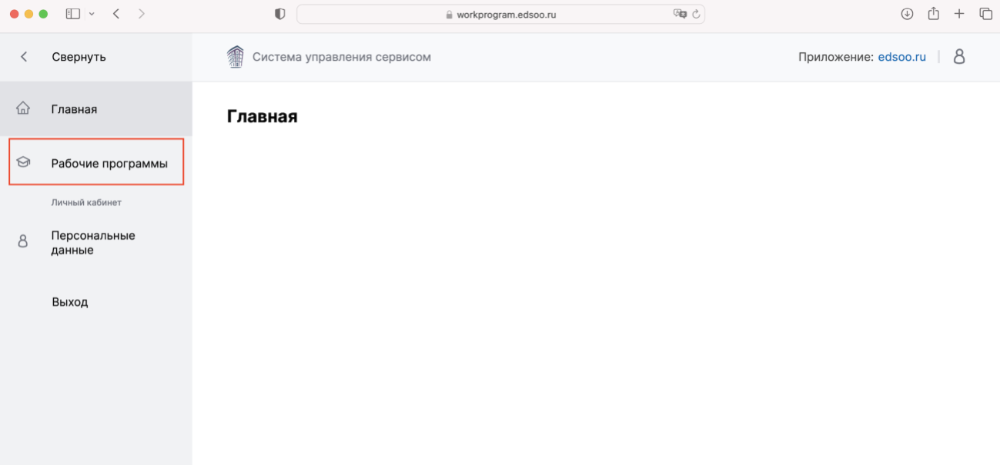 workprogram.edsoo.ru
Свернуть
Система управления сервисом
Приложение: edsoo.ru
Главная
Главная
Рабочие программы
Личный кабинет
Персональные
данные
Выход